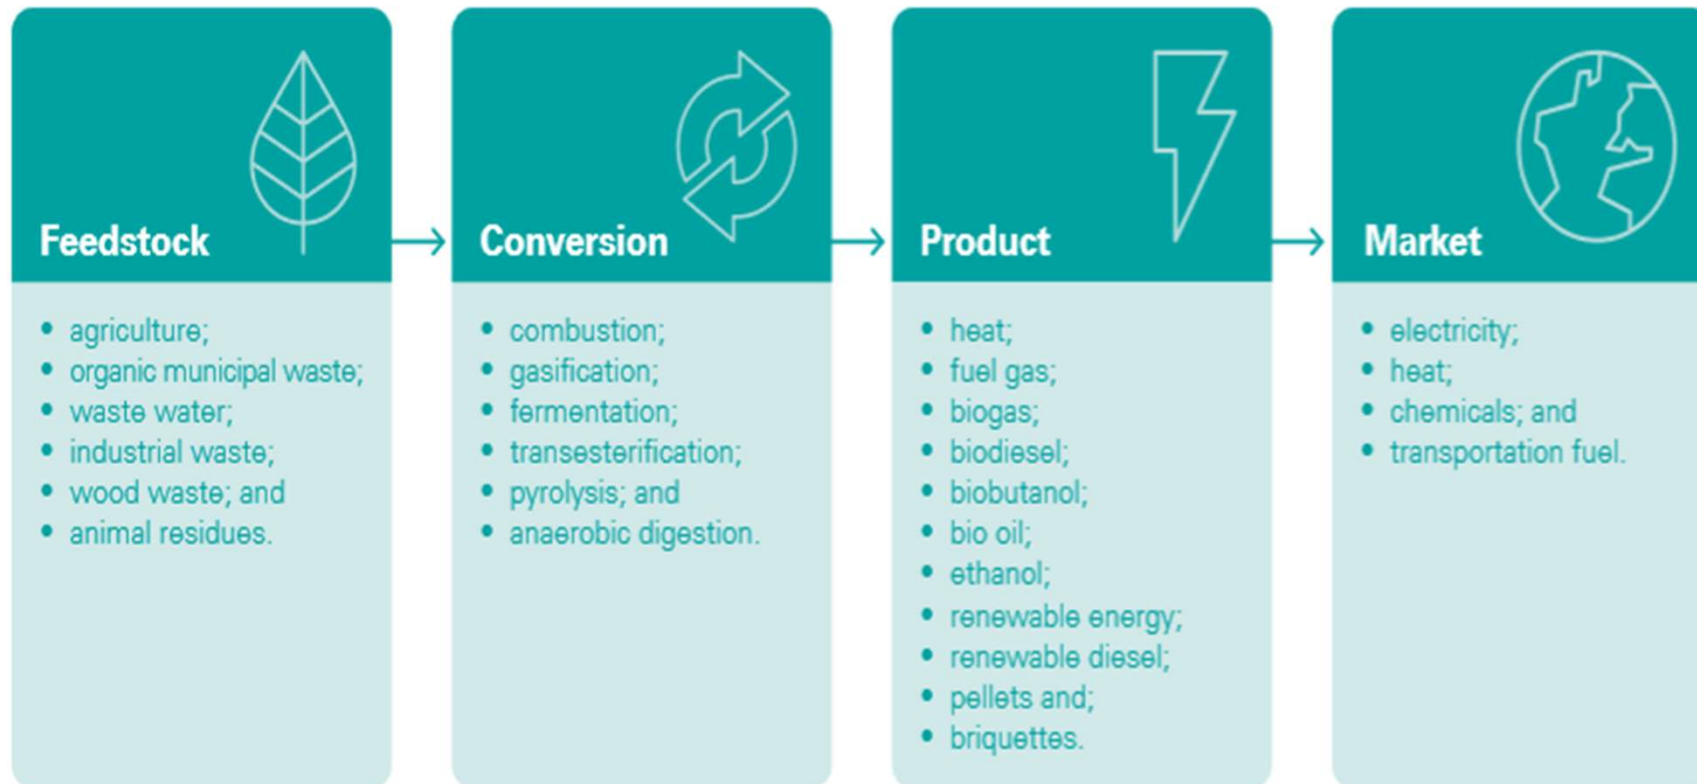 Feedstock
• agriculture;
• organic municipal waste;
• waste water;
• industrial waste;
• wood waste; and
• animal residues.
Conversion
• combustion;
• gasification;
• fermentation;
• transesterification;
• pyrolysis; and
• anaerobic digestion.
Product
• heat;
• fuel gas;
• biogas;
• biodiesel;
• biobutanol;
• bio oil;
• ethanol;
• renewable energy;
• renewable diesel;
• pellets and;
• briquettes.
Market
• electricity;
• heat;
• chemicals; and
• transportation fuel.